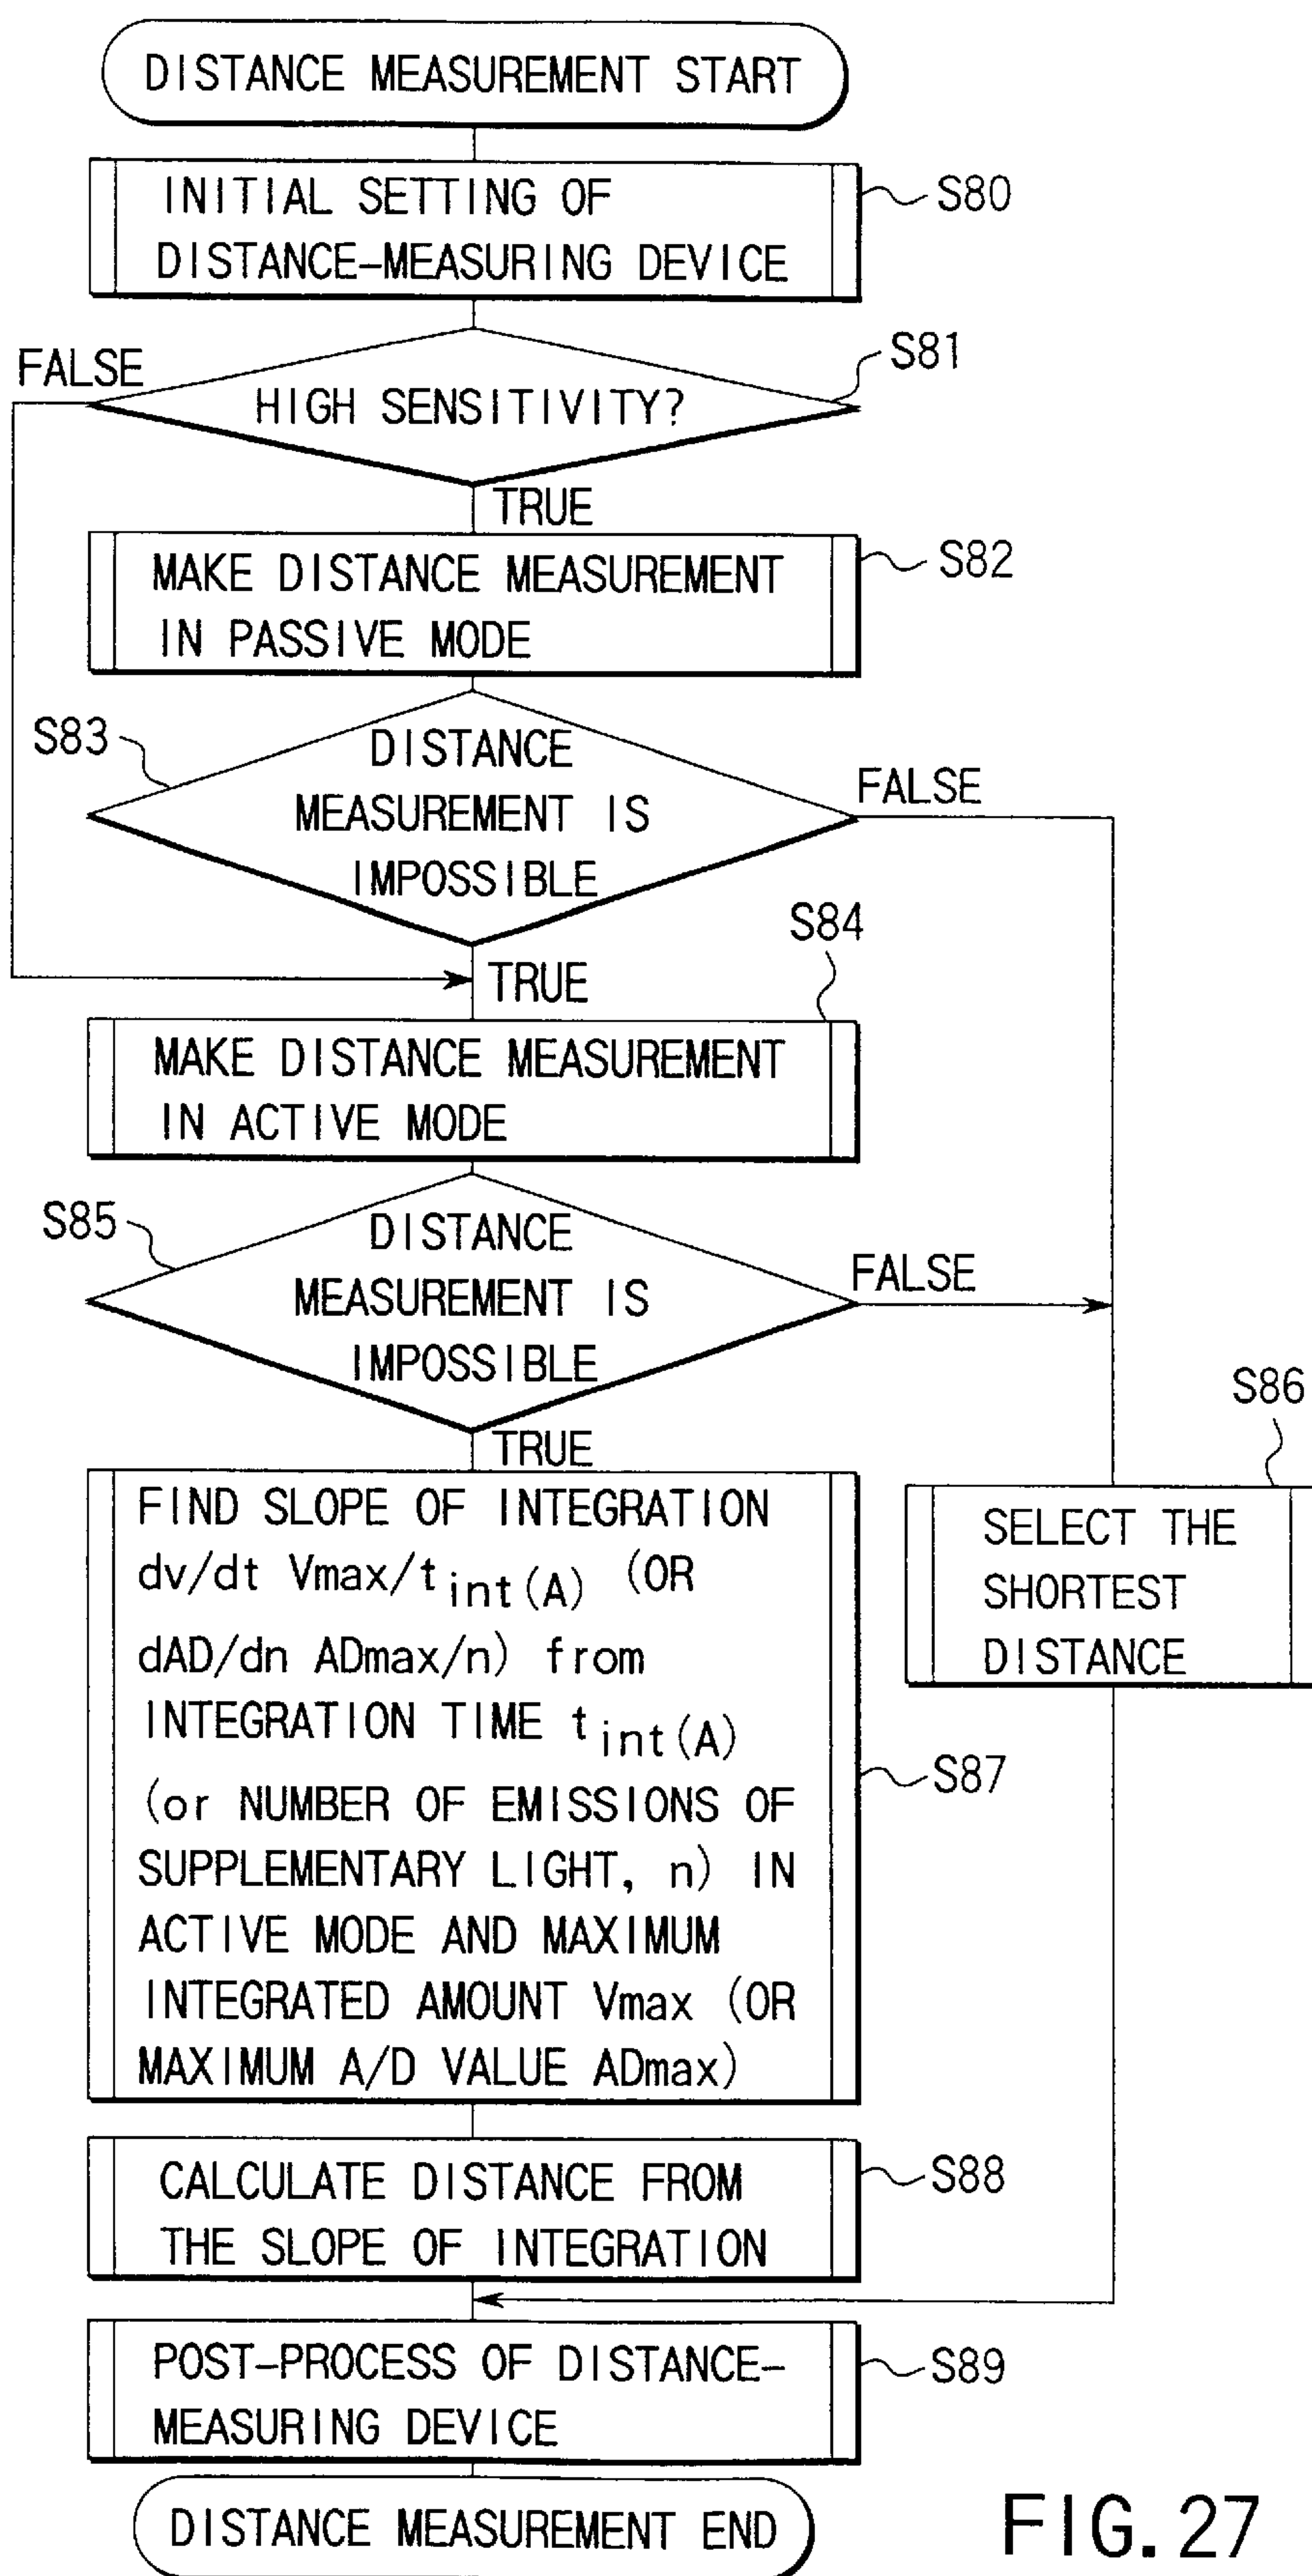 DISTANCE MEASUREMENT START
INITIAL SETTING OF
DISTANCE-MEASURING DEVICE
S80
S81
FALSE
HIGH SENSITIVITY?
TRUE
MAKE DISTANCE MEASUREMENT
IN PASSIVE MODE
S82
S83
DISTANCE
MEASUREMENT IS
IMPOSSIBLE
FALSE
S84
TRUE
MAKE DISTANCE MEASUREMENT
IN ACTIVE MODE
S85
DISTANCE
MEASUREMENT IS
IMPOSSIBLE
FALSE
S86
TRUE
FIND SLOPE OF INTEGRATION
dv/dt Vmax/t int(A) (OR
dAD/dn ADmax/n) from
INTEGRATION TIME t int(A)
(or NUMBER OF EMISSIONS OF
SUPPLEMENTARY LIGHT, n) IN
ACTIVE MODE AND MAXIMUM
INTEGRATED AMOUNT Vmax (OR
MAXIMUM A/D VALUE ADmax)
SELECT THE
SHORTEST
DISTANCE
S87
CALCULATE DISTANCE FROM
THE SLOPE OF INTEGRATION
S88
POST-PROCESS OF DISTANCE-
MEASURING DEVICE
S89
DISTANCE MEASUREMENT END
FIG. 27